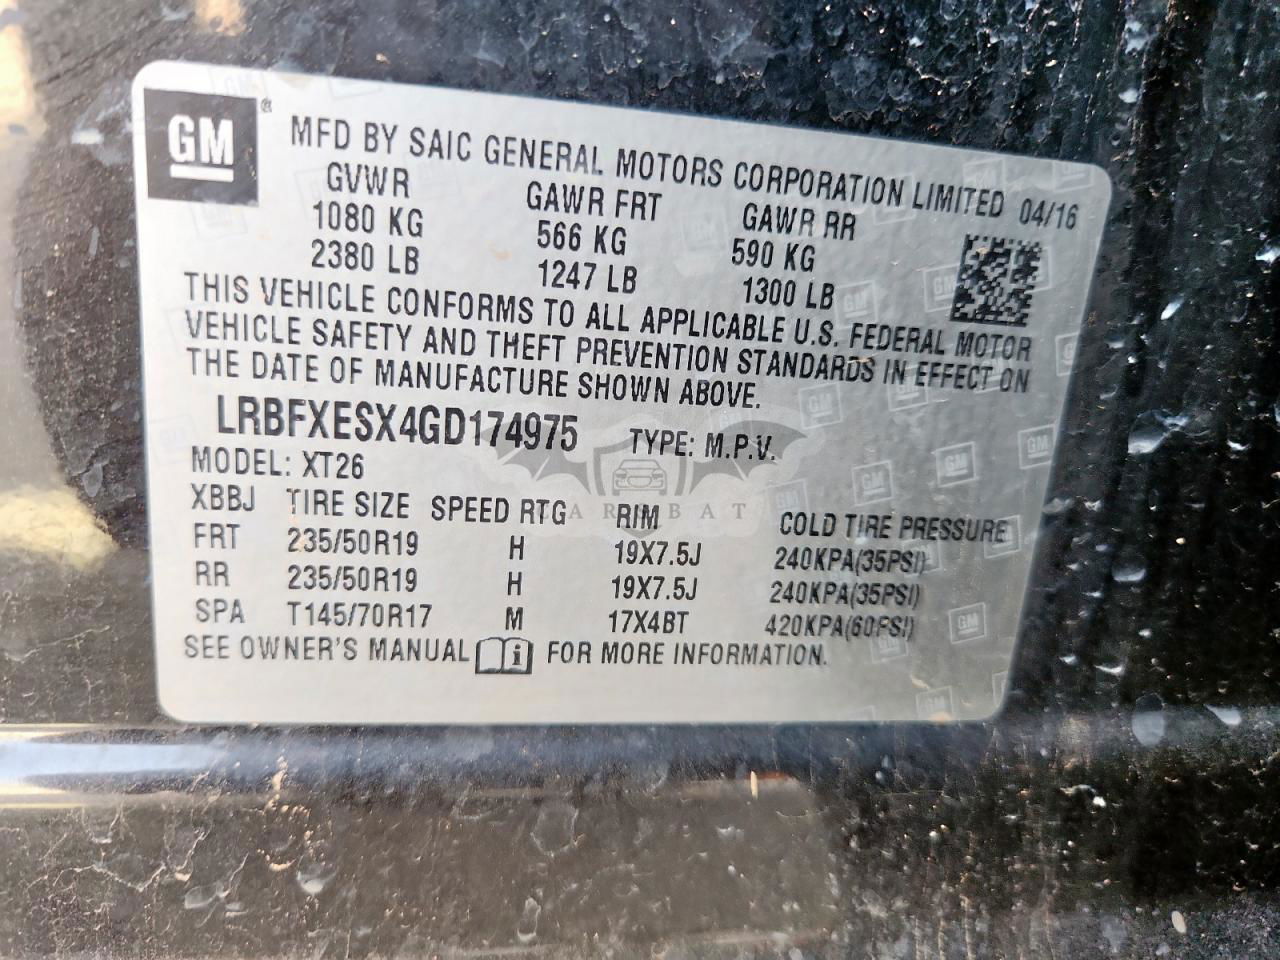 GM ® MFD BY SAIC GENERAL MOTORS CORPORATION LIMITED 04/16
GVWR GAWR FRT GAWR RR
1080 KG 566 KG 590 KG
2380 LB 1247 LB 1300 LB
THIS VEHICLE CONFORMS TO ALL APPLICABLE U.S. FEDERAL MOTOR
VEHICLE SAFETY AND THEFT PREVENTION STANDARDS IN EFFECT ON
THE DATE OF MANUFACTURE SHOWN ABOVE.
LRBFXESX4GD174975 TYPE: M.P.V.
MODEL: XT26
XBBJ TIRE SIZE SPEED RTG RIM COLD TIRE PRESSURE
FRT 235/50R19 H 19X7.5J 240KPA(35PSI)
RR 235/50R19 H 19X7.5J 240KPA(35PSI)
SPA T145/70R17 M 17X4BT 420KPA(60PSI)
SEE OWNER'S MANUAL i FOR MORE INFORMATION.
CARSBAT